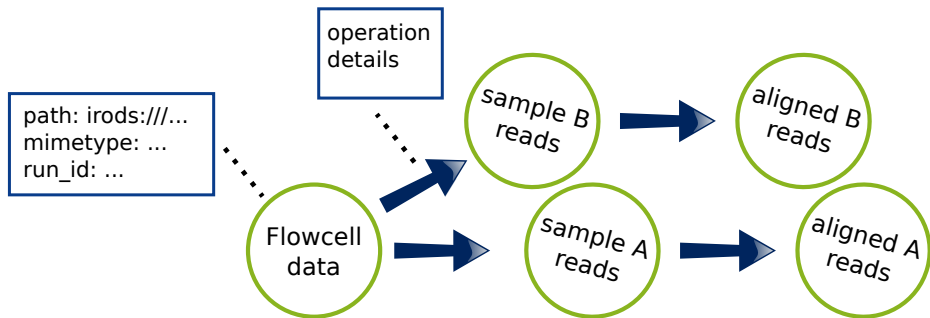 operation
details
path: irods:///...
mimetype: ...
run_id: ...
sample B
reads
aligned B
reads
Flowcell
data
sample A
reads
aligned A
reads